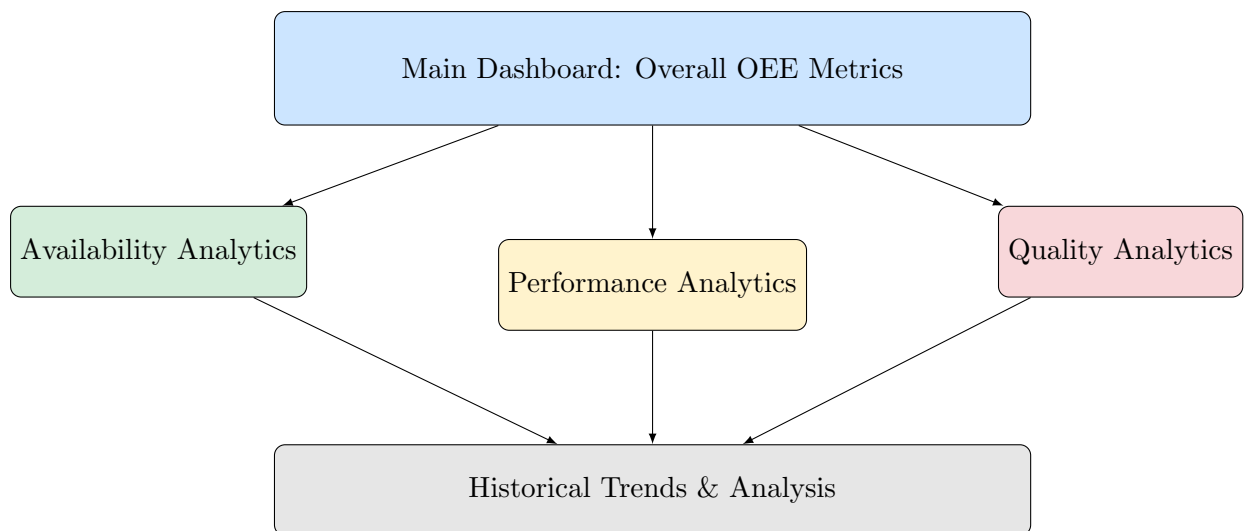 Main Dashboard: Overall OEE Metrics
Availability Analytics
Performance Analytics
Quality Analytics
Historical Trends & Analysis